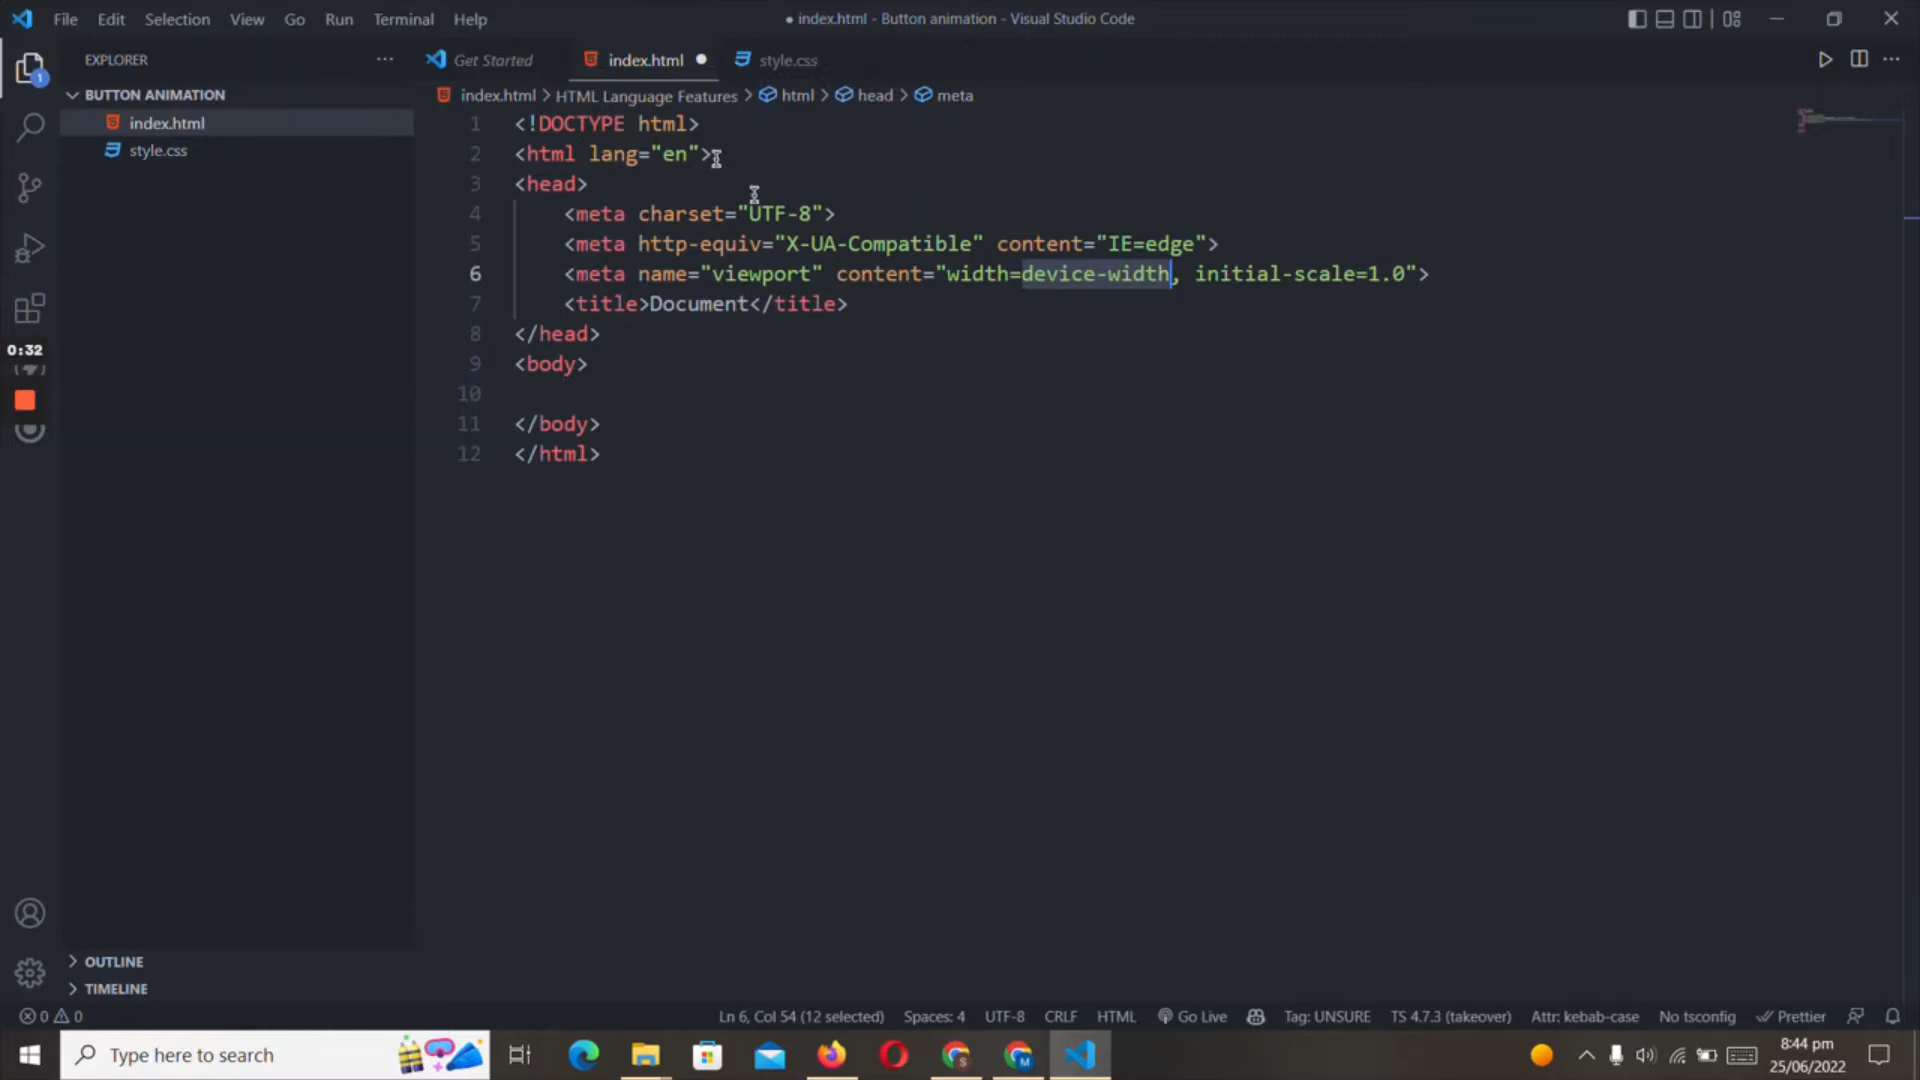 File Edit Selection View Go Run Terminal Help
● index.html - Button animation - Visual Studio Code
EXPLORER
Get Started
index.html
style.css
1
BUTTON ANIMATION
index.html
style.css
index.html > HTML Language Features > html > head > meta
1 <!DOCTYPE html>
2 <html lang="en">
3 <head>
4 <meta charset="UTF-8">
5 <meta http-equiv="X-UA-Compatible" content="IE=edge">
6 <meta name="viewport" content="width=device-width, initial-scale=1.0">
7 <title>Document</title>
8 </head>
9 <body>
10
11 </body>
12 </html>
0:32
OUTLINE
TIMELINE
0 0
Ln 6, Col 54 (12 selected) Spaces: 4 UTF-8 CRLF HTML Go Live Tag: UNSURE TS 4.7.3 (takeover) Attr: kebab-case No tsconfig Prettier
Type here to search
S
M
8:44 pm
25/06/2022